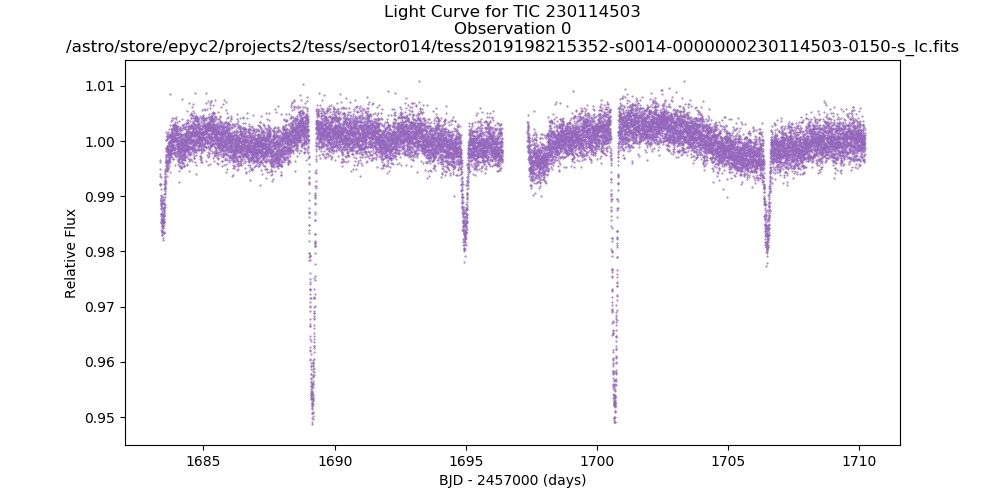 Light Curve for TIC 230114503
Observation 0
/astro/store/epyc2/projects2/tess/sector014/tess2019198215352-s0014-0000000230114503-0150-s_lc.fits
1.01
1.00
0.99
0.98
0.97
0.96
0.95
Relative Flux
1685
1690
1695
1700
1705
1710
BJD - 2457000 (days)